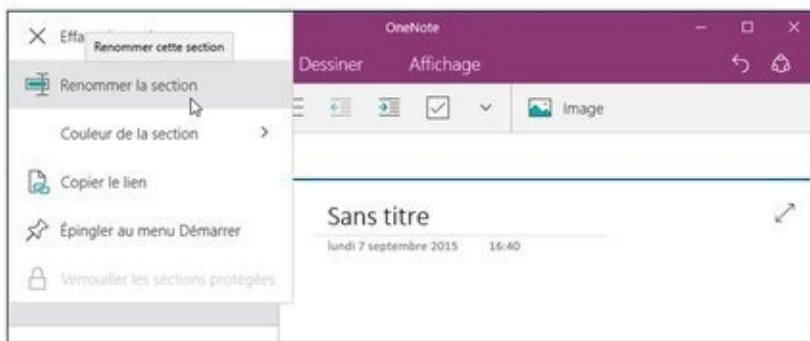 OneNote
Effa
Renommer cette section
Dessiner Affichage
Renommer la section
Image
Couleur de la section
Copier le lien
Épingler au menu Démarrer
Verrouiller les sections protégées
Sans titre
lundi 7 septembre 2015 16:40